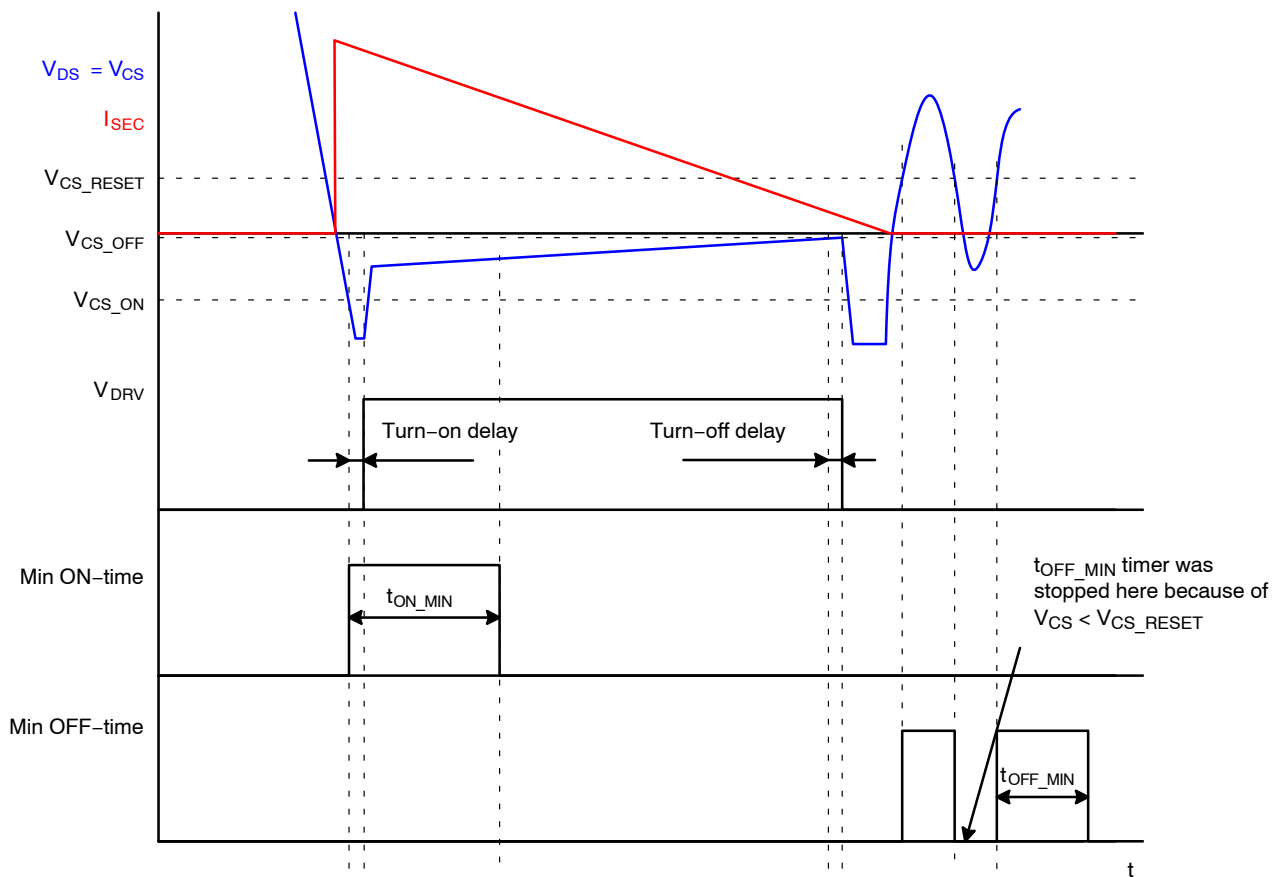 VDS = VCS
ISEC
VCS_RESET
VCS_OFF
VCS_ON
VDRV
Turn−on delay
Turn−off delay
Min ON−time
tON_MIN
tOFF_MIN timer was
stopped here because of
VCS < VCS_RESET
Min OFF−time
tOFF_MIN
t